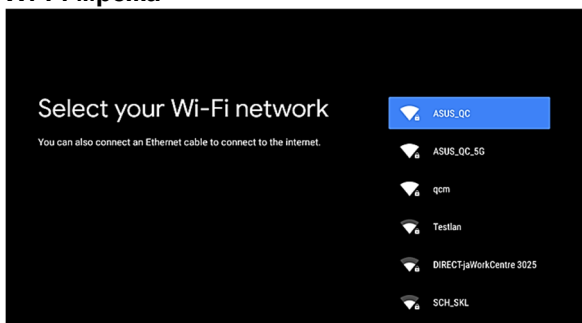 Select your Wi-Fi network
You can also connect an Ethernet cable to connect to the internet.
ASUS_QC
ASUS_QC_5G
qcm
Testlan
DIRECT-jaWorkCentre 3025
SCH_SKL